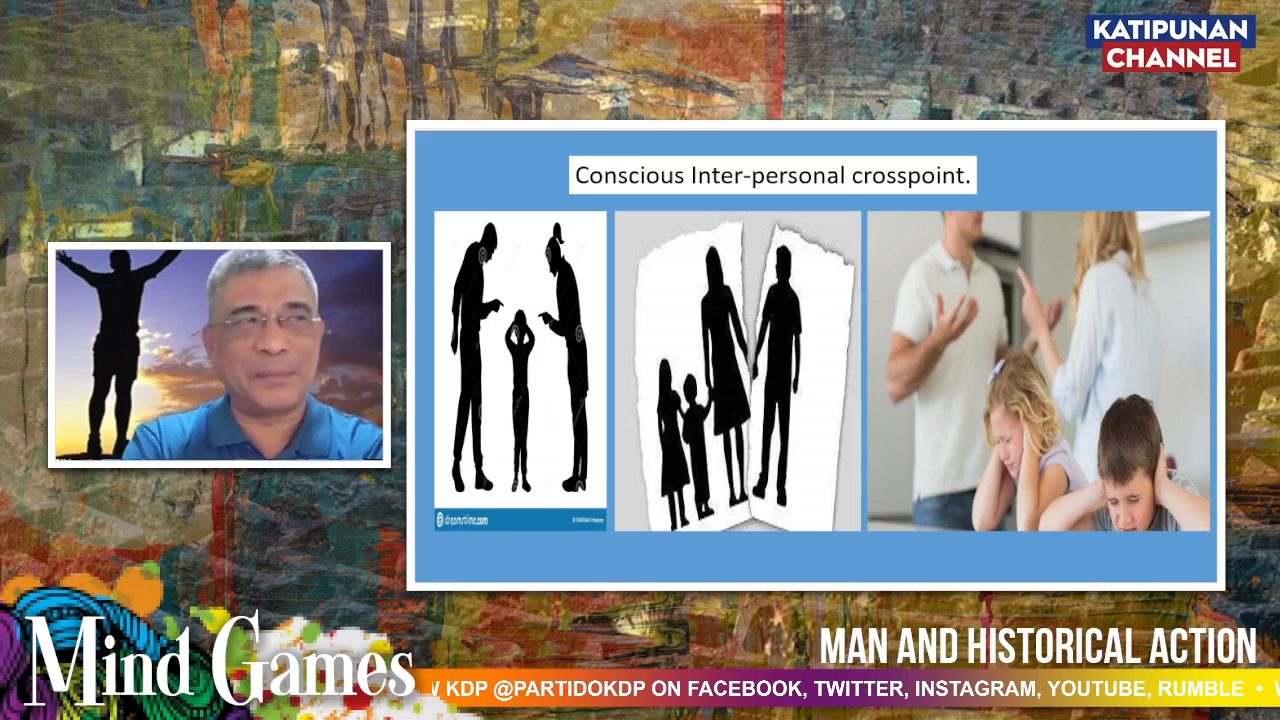 KATIPUNAN
CHANNEL
Conscious Inter-personal crosspoint.
dreamstime.com
Mind Games
MAN AND HISTORICAL ACTION
KDP @PARTIDOKDP ON FACEBOOK, TWITTER, INSTAGRAM, YOUTUBE, RUMBLE •